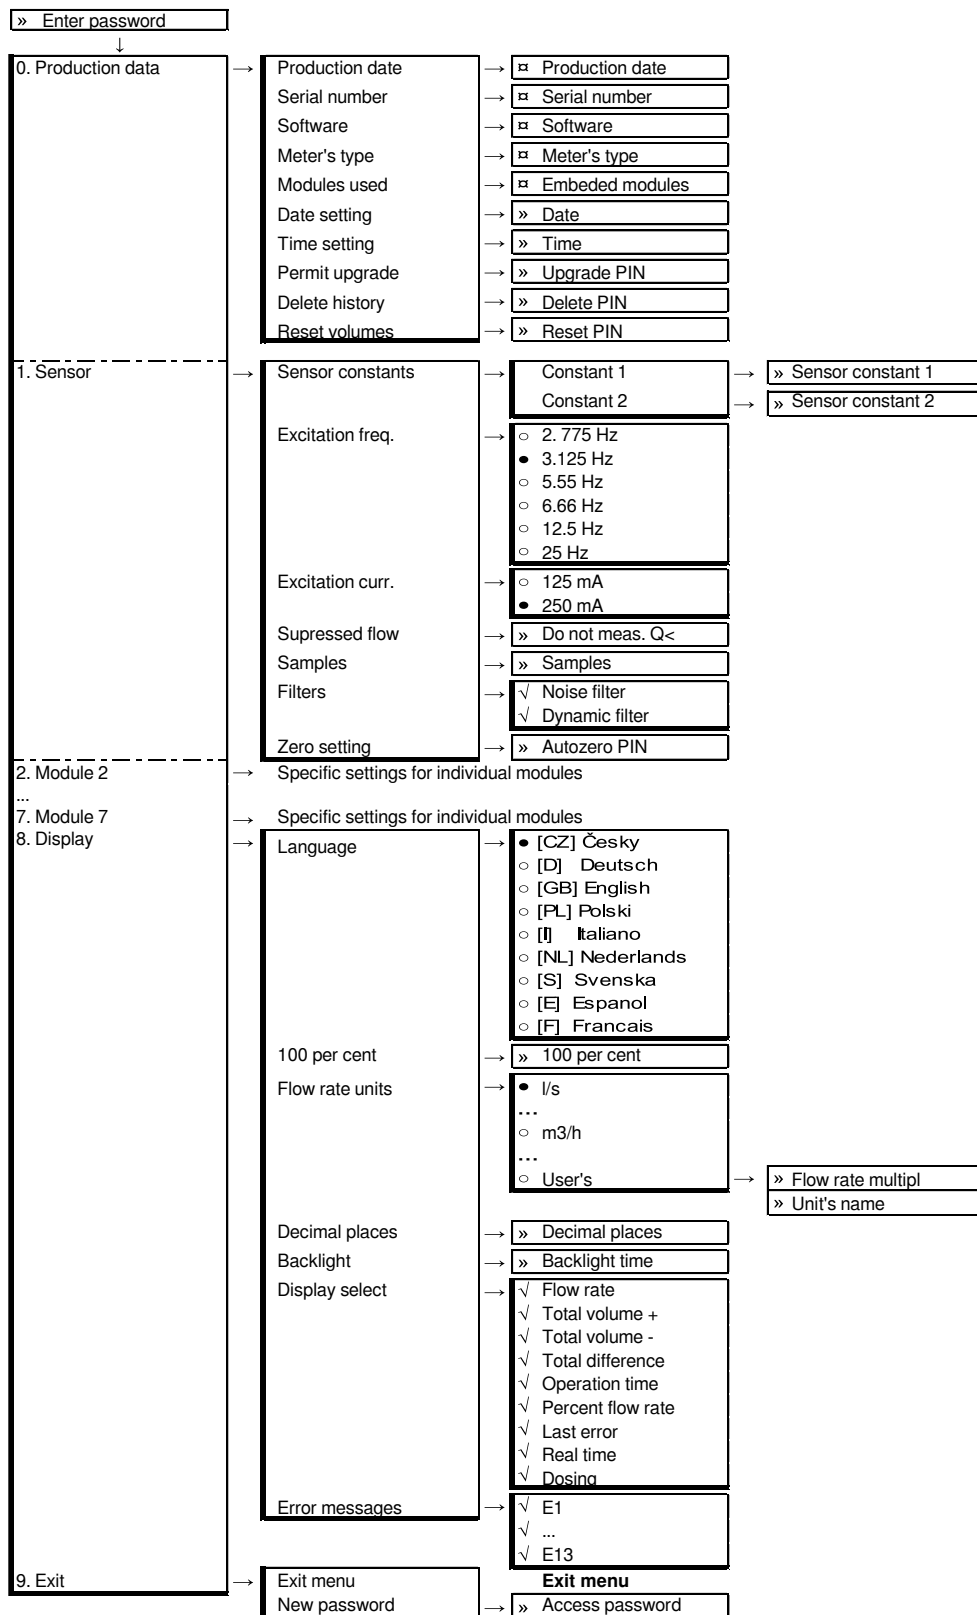 » Enter password
↓
0. Production data → Production date → ¤ Production date
Serial number → ¤ Serial number
Software → ¤ Software
Meter's type → ¤ Meter's type
Modules used → ¤ Embeded modules
Date setting → » Date
Time setting → » Time
Permit upgrade → » Upgrade PIN
Delete history → » Delete PIN
Reset volumes → » Reset PIN
1. Sensor → Sensor constants → Constant 1 → » Sensor constant 1
Constant 2 → » Sensor constant 2
Excitation freq. → ○ 2. 775 Hz
● 3.125 Hz
○ 5.55 Hz
○ 6.66 Hz
○ 12.5 Hz
○ 25 Hz
Excitation curr. → ○ 125 mA
● 250 mA
Supressed flow → » Do not meas. Q<
Samples → » Samples
Filters → √ Noise filter
√ Dynamic filter
Zero setting → » Autozero PIN
2. Module 2 → Specific settings for individual modules
...
7. Module 7 → Specific settings for individual modules
8. Display → Language → ● [CZ] Česky
○ [D] Deutsch
○ [GB] English
○ [PL] Polski
○ [I] Italiano
○ [NL] Nederlands
○ [S] Svenska
○ [E] Espanol
○ [F] Francais
100 per cent → » 100 per cent
Flow rate units → ● l/s
...
○ m3/h
...
○ User's → » Flow rate multipl
» Unit's name
Decimal places → » Decimal places
Backlight → » Backlight time
Display select → √ Flow rate
√ Total volume +
√ Total volume -
√ Total difference
√ Operation time
√ Percent flow rate
√ Last error
√ Real time
√ Dosing
Error messages → √ E1
√ ...
√ E13
9. Exit → Exit menu Exit menu
New password → » Access password